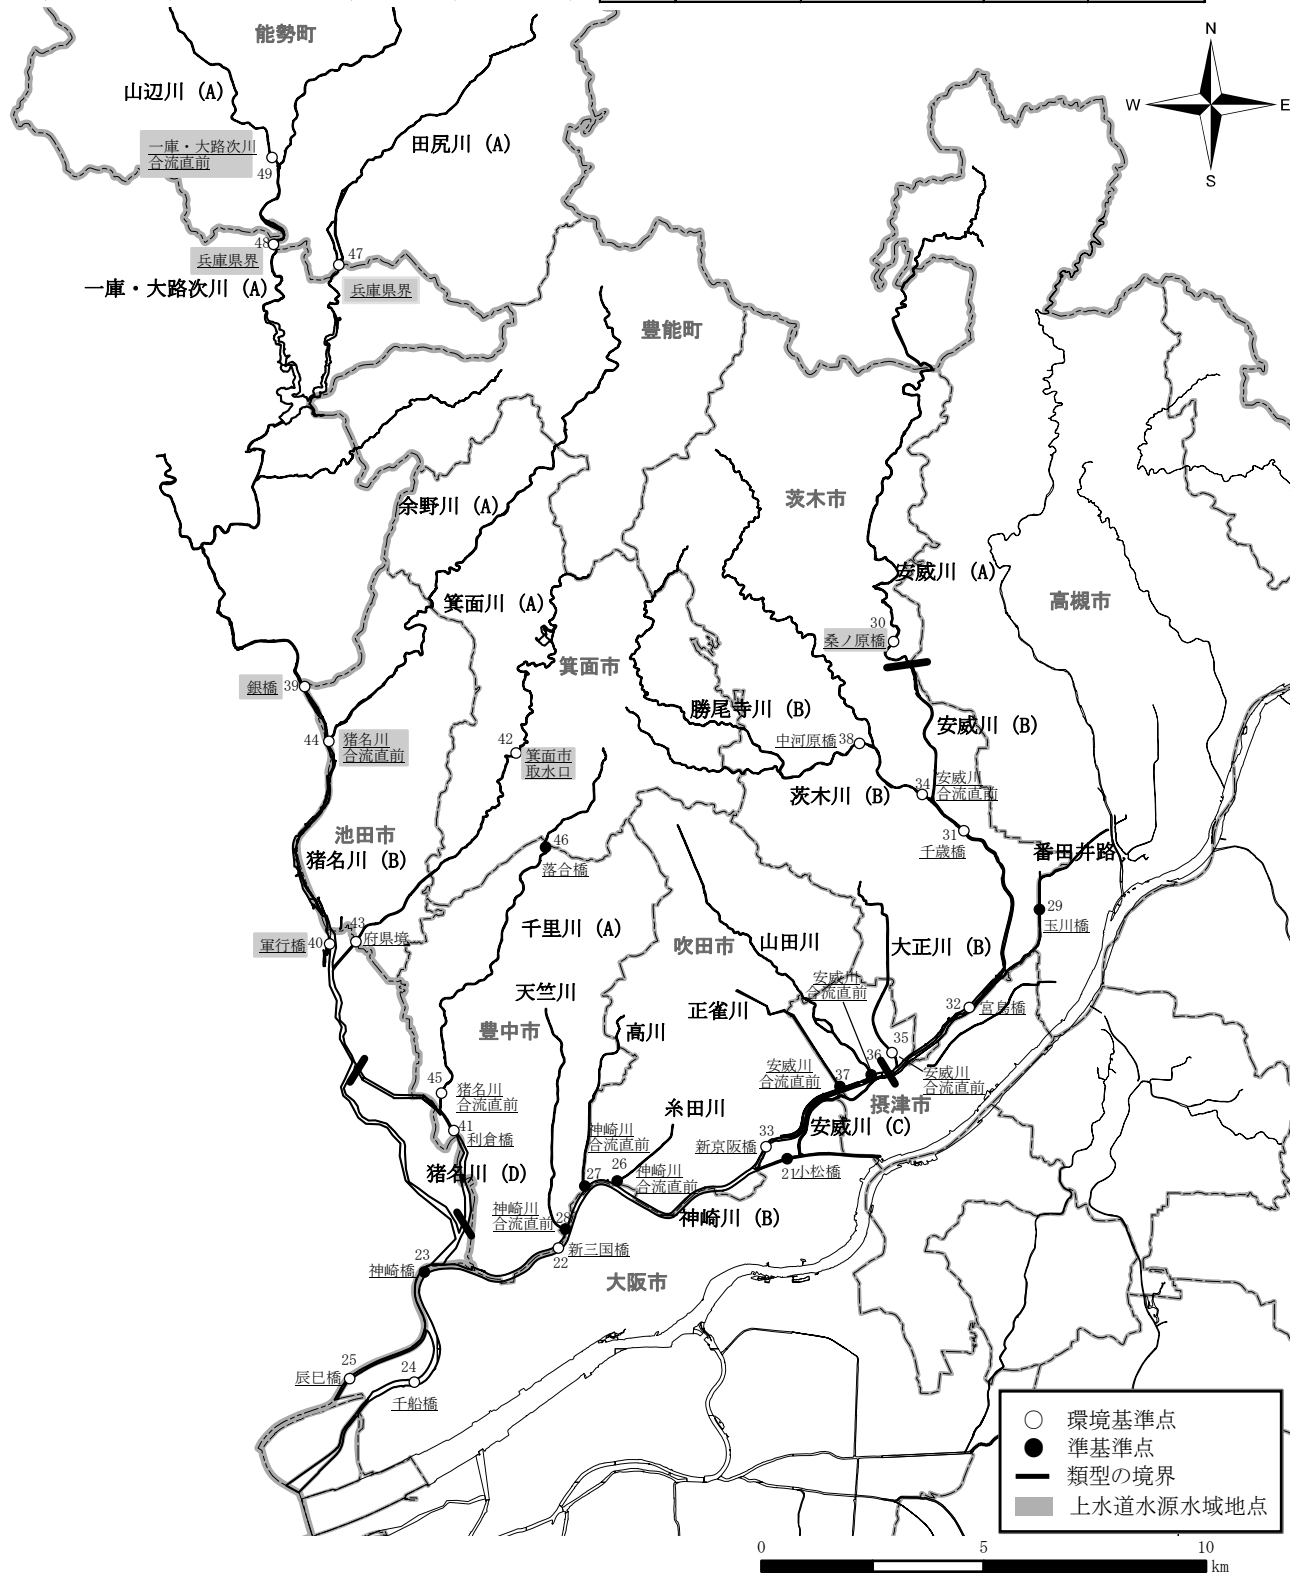 能勢町
N
W
E
S
山辺川 (A)
田尻川 (A)
一庫・大路次川
合流直前
49
48
兵庫県界
47
兵庫県界
一庫・大路次川 (A)
豊能町
余野川 (A)
茨木市
安威川 (A)
高槻市
箕面川 (A)
30
桑ノ原橋
箕面市
銀橋
39
勝尾寺川 (B)
安威川 (B)
44
猪名川
合流直前
42
箕面市
取水口
中河原橋
38
茨木川 (B)
34
安威川
合流直前
31
千歳橋
池田市
猪名川 (B)
46
落合橋
番田井路
29
玉川橋
千里川 (A)
吹田市
山田川
大正川 (B)
軍行橋
40
43
府県境
安威川
合流直前
天竺川
豊中市
高川
正雀川
32
宮鳥橋
35
36
安威川
合流直前
安威川
合流直前
37
摂津市
45
猪名川
合流直前
41
利倉橋
糸田川
安威川 (C)
神崎川
合流直前
33
新京阪橋
21
小松橋
猪名川 (D)
27
26
神崎川
合流直前
神崎川
合流直前
28
神崎川 (B)
新三国橋
22
23
神崎橋
大阪市
25
辰巳橋
24
千船橋
環境基準点
準基準点
類型の境界
上水道水源水域地点
0
5
10
km